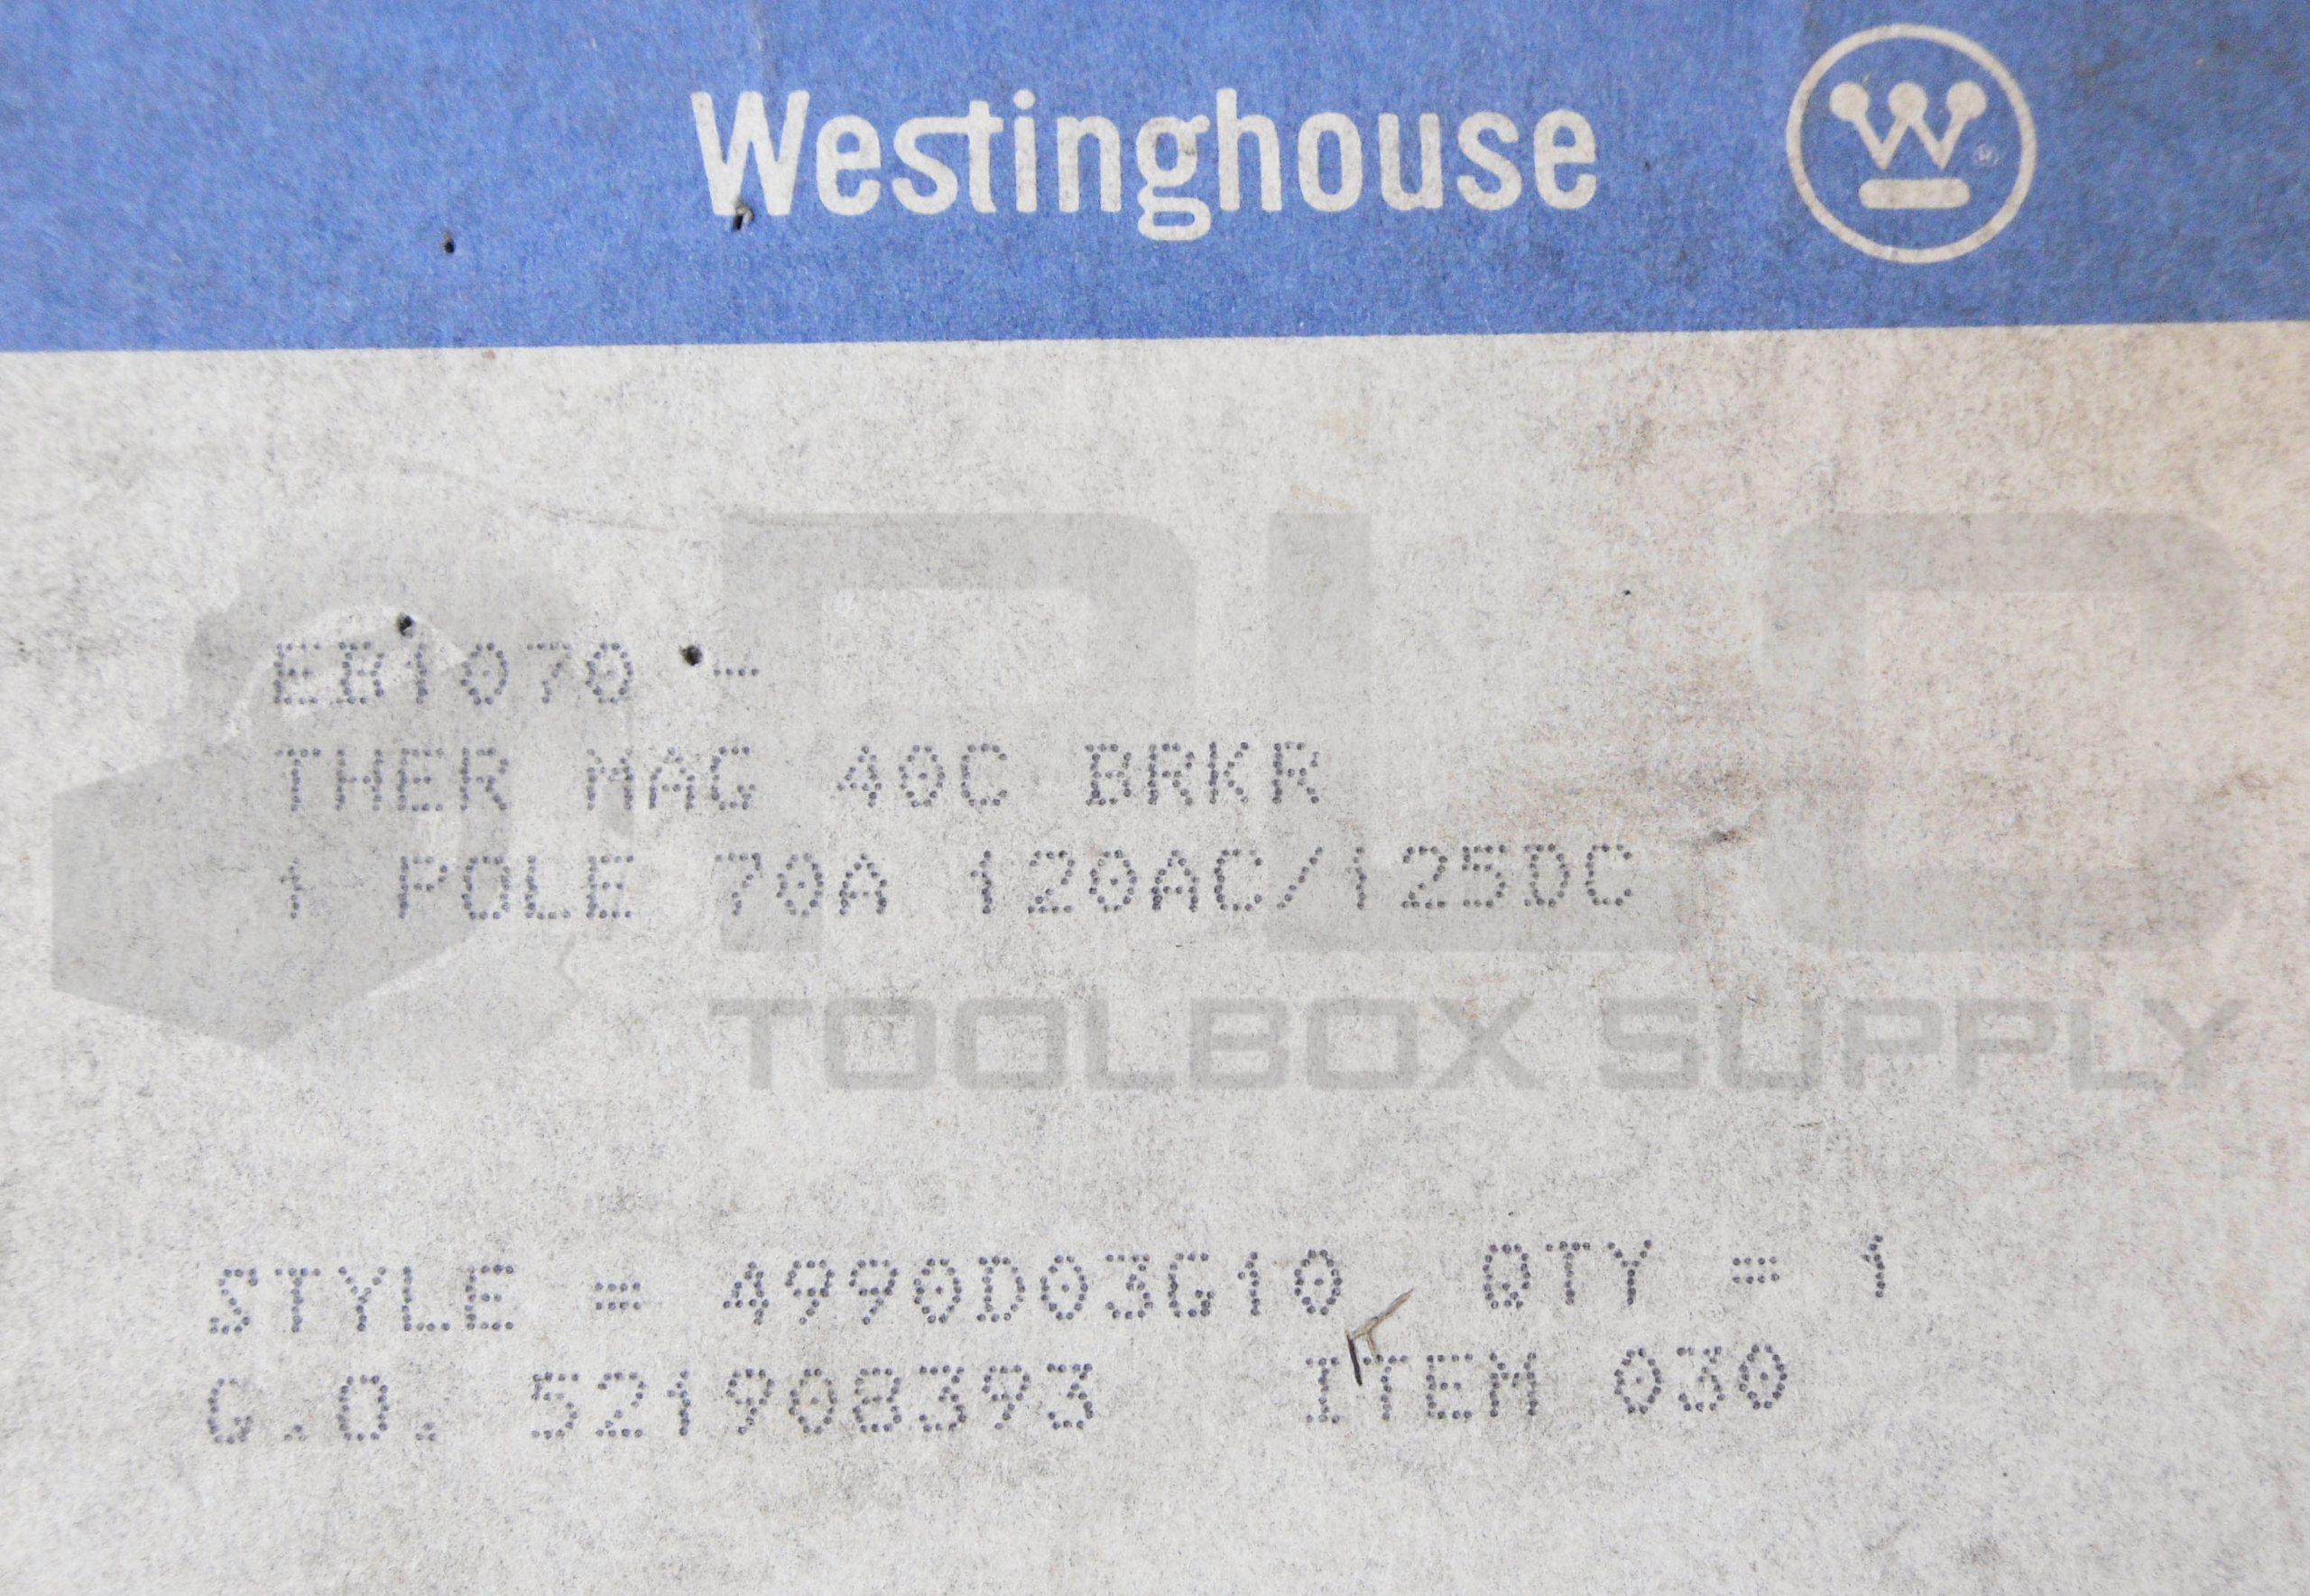 Westinghouse
EB1070 -
THER MAG 40C BRKR
1 POLE 70A 120AC/125DC
PLC
TOOLBOX SUPPLY
STYLE = 4990D03G10 QTY = 1
G.O. 521908393 ITEM 030